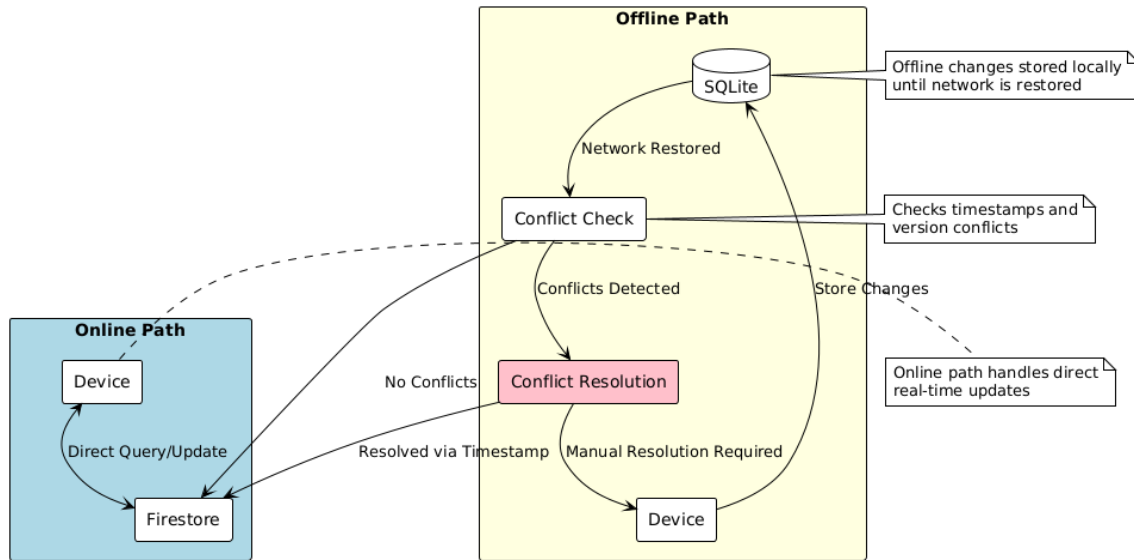 Offline Path
SQLite
Offline changes stored locally
until network is restored
Network Restored
Conflict Check
Checks timestamps and
version conflicts
Conflicts Detected
Store Changes
Online Path
Device
No Conflicts
Conflict Resolution
Online path handles direct
real-time updates
Direct Query/Update
Resolved via Timestamp
Manual Resolution Required
Firestore
Device